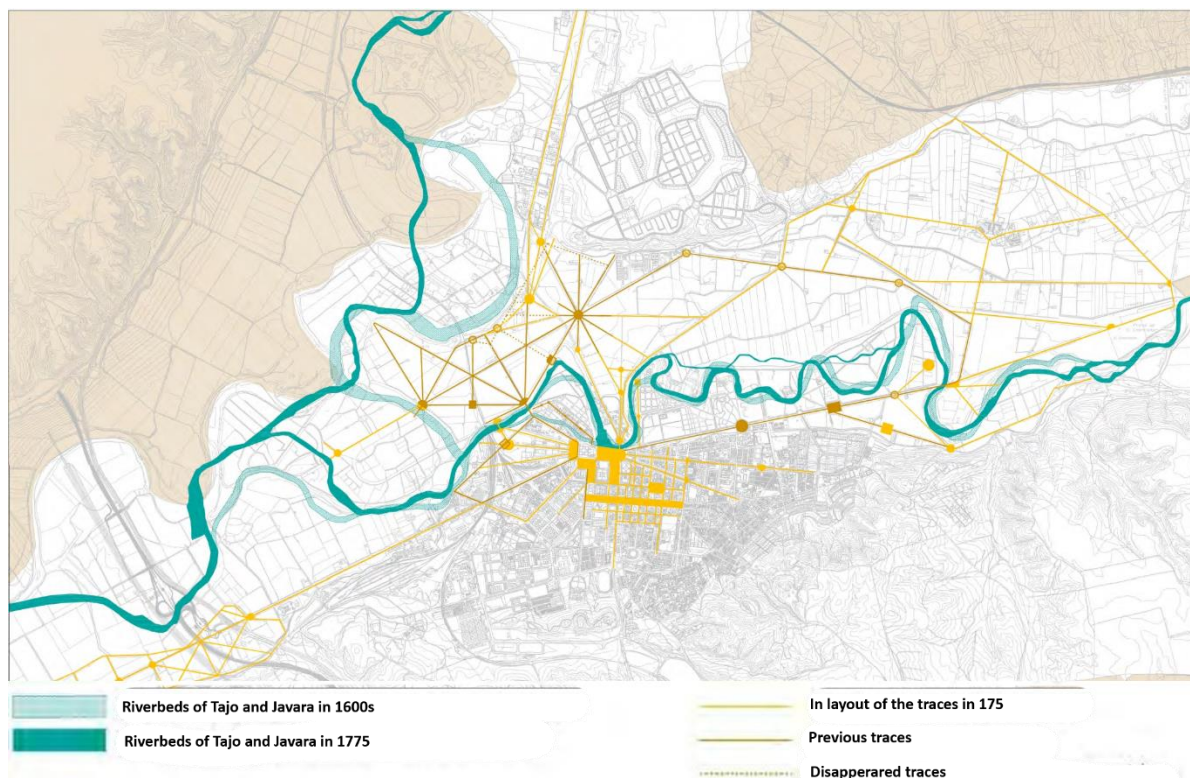 Riverbeds of Tajo and Javara in 1600s
Riverbeds of Tajo and Javara in 1775
In layout of the traces in 175
Previous traces
Disapperared traces